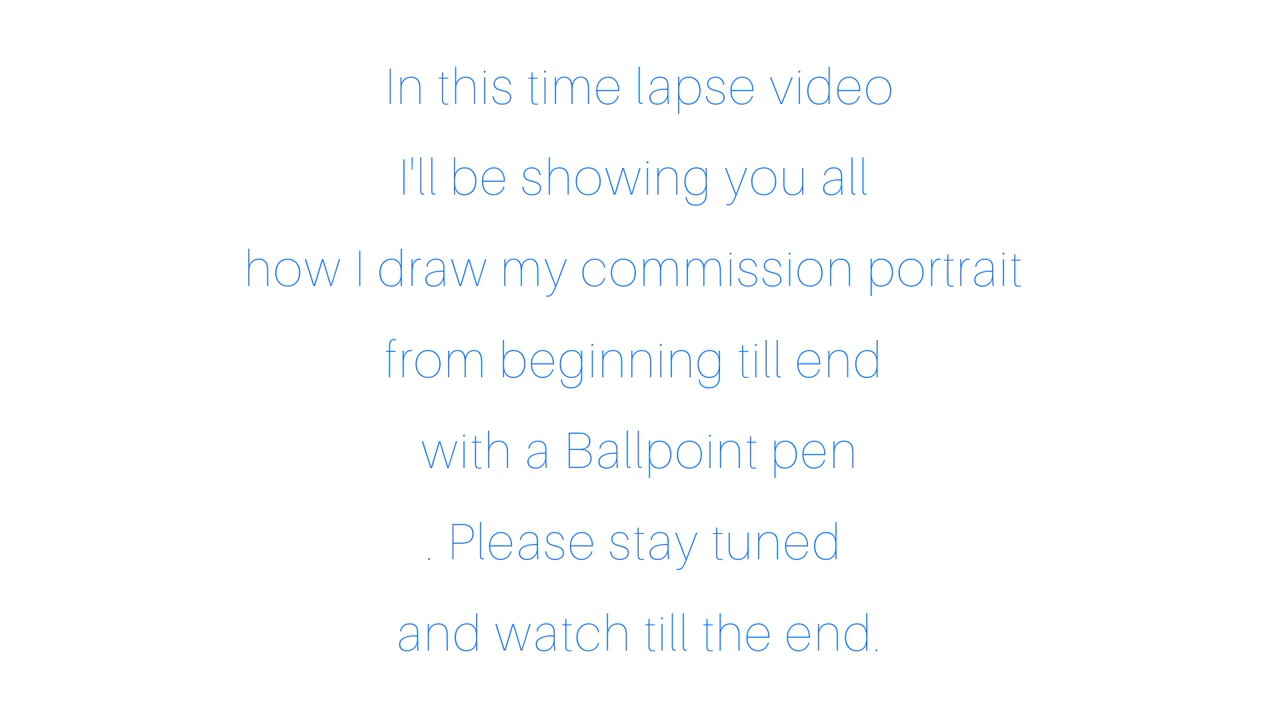 In this time lapse video
I'll be showing you all
how I draw my commission portrait
from beginning till end
with a Ballpoint pen
. Please stay tuned
and watch till the end.